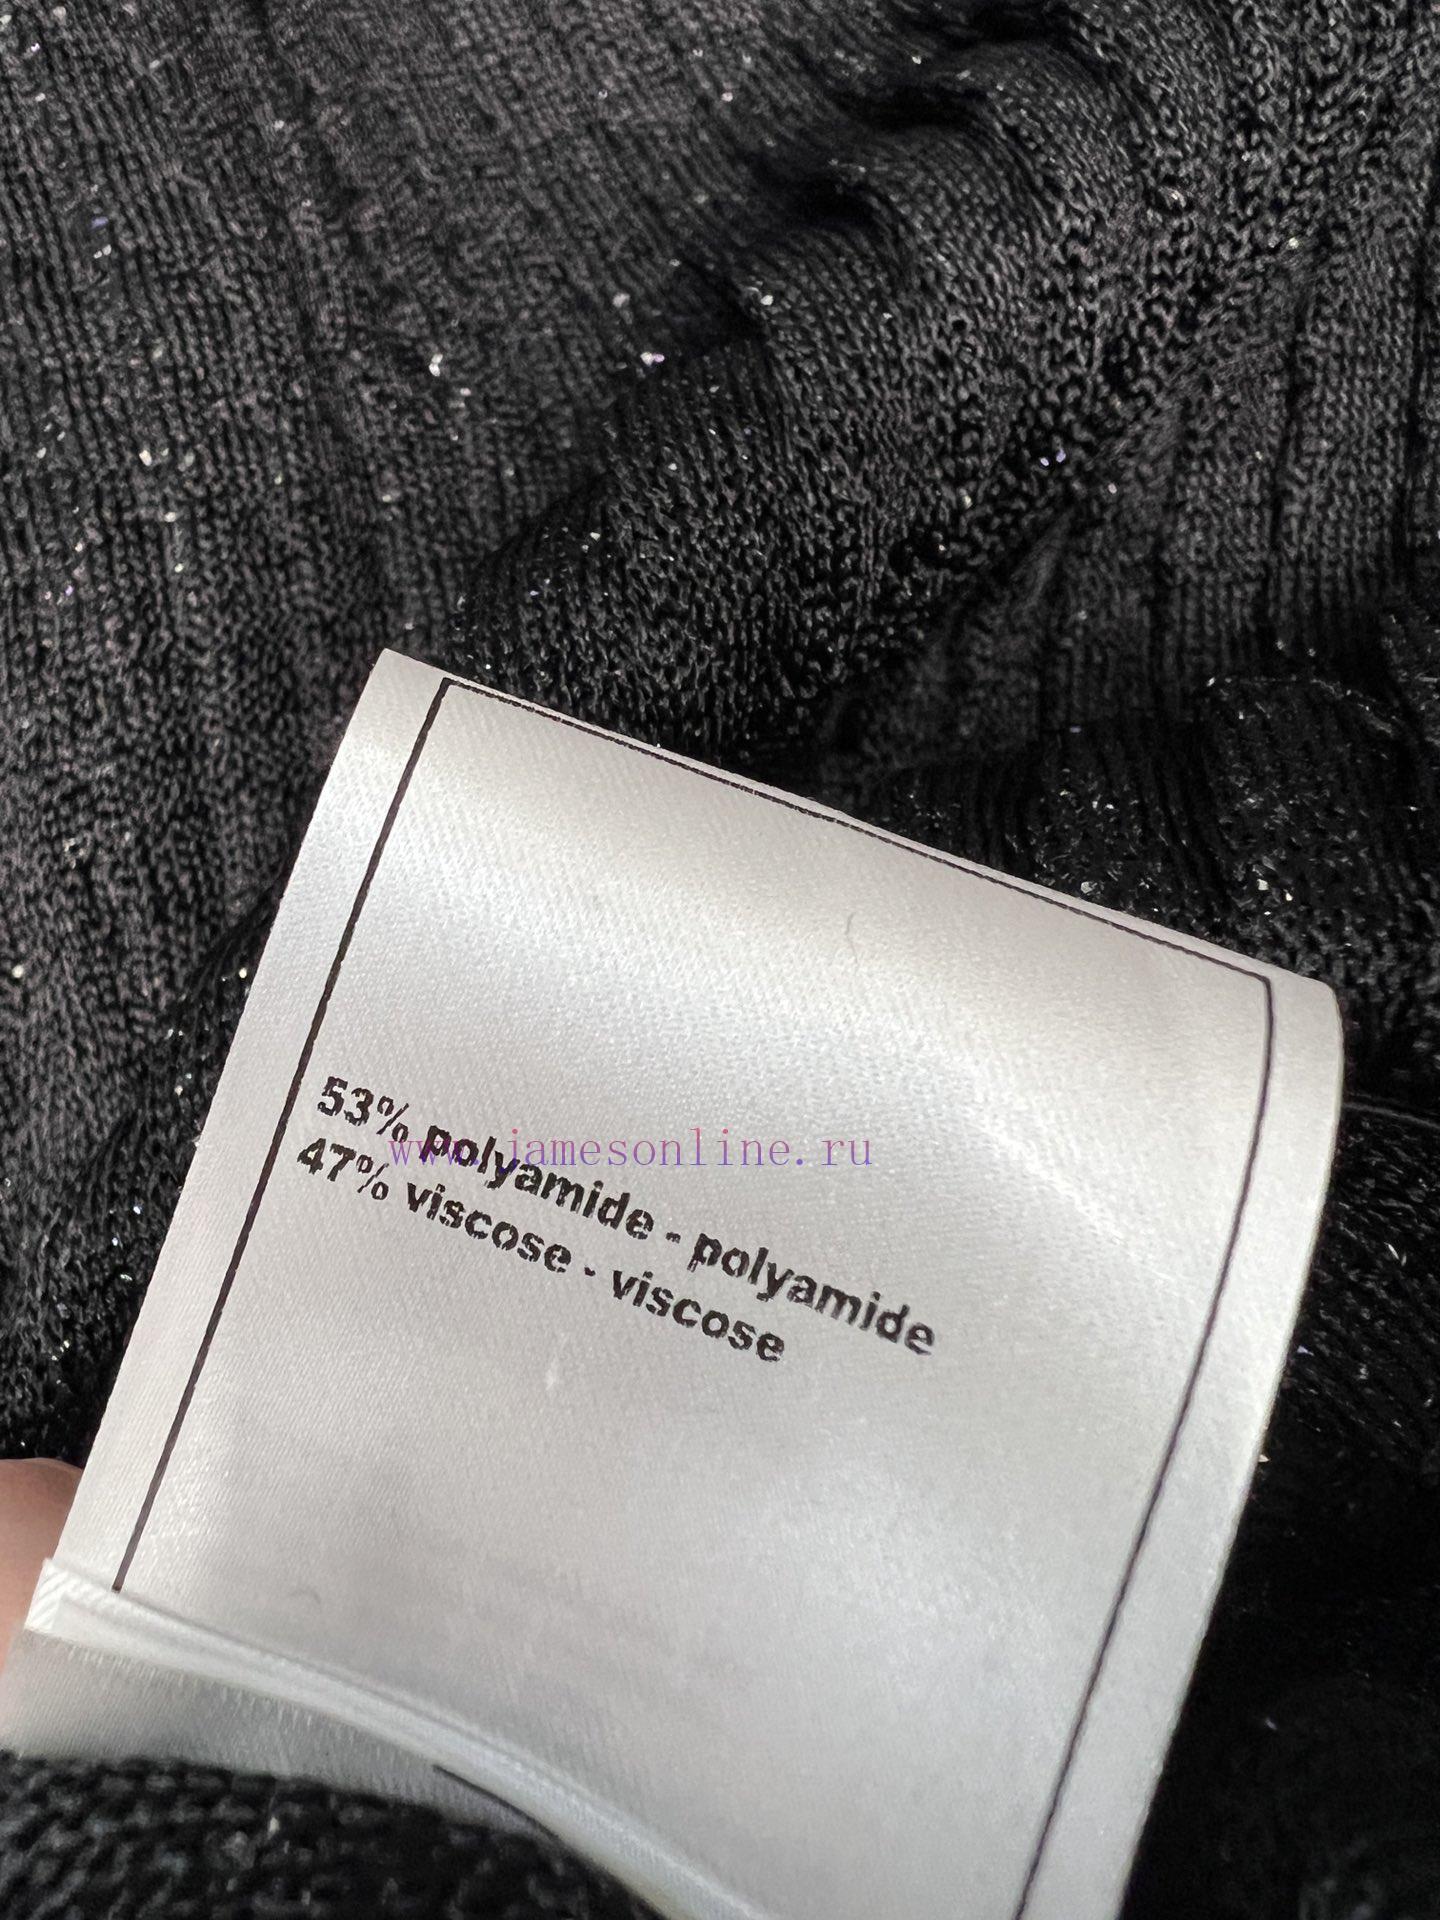 53% polyamide - polyamide
47% viscose - viscose
www.jamesonline.ru